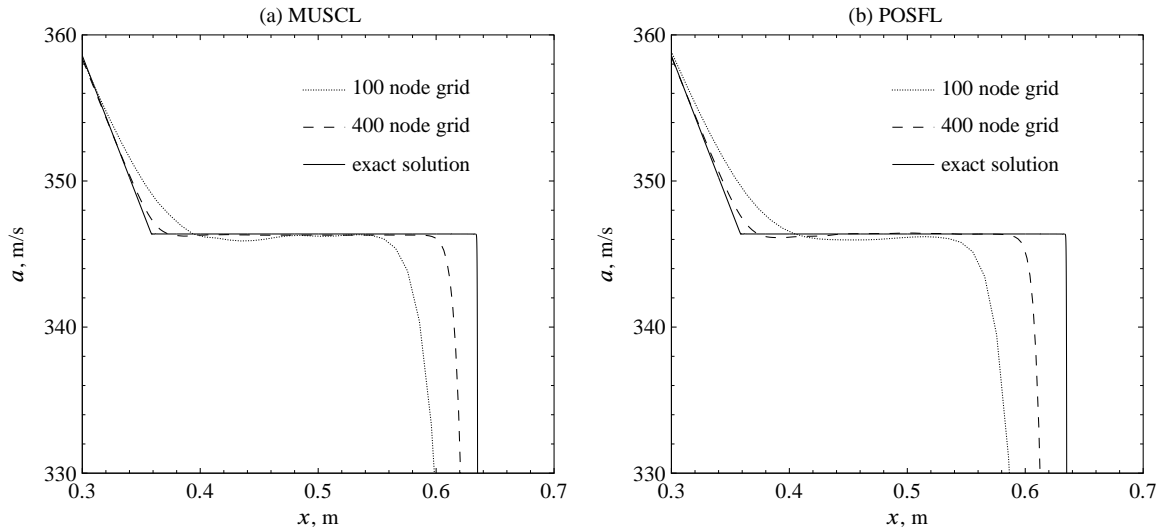 (a) MUSCL
360
350
340
330
0.3 0.4 0.5 0.6 0.7
a, m/s
x, m
100 node grid
400 node grid
exact solution
(b) POSFL
360
350
340
330
0.3 0.4 0.5 0.6 0.7
a, m/s
x, m
100 node grid
400 node grid
exact solution